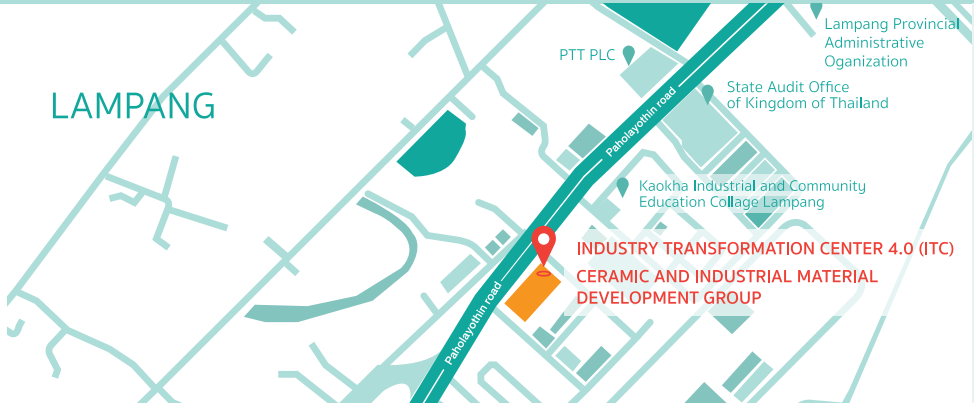 Lampang Provincial
Administrative
Oganization
PTT PLC
State Audit Office
of Kingdom of Thailand
LAMPANG
Paholayothin road
Kaokha Industrial and Community
Education Collage Lampang
INDUSTRY TRANSFORMATION CENTER 4.0 (ITC)
CERAMIC AND INDUSTRIAL MATERIAL
DEVELOPMENT GROUP
Paholayothin road